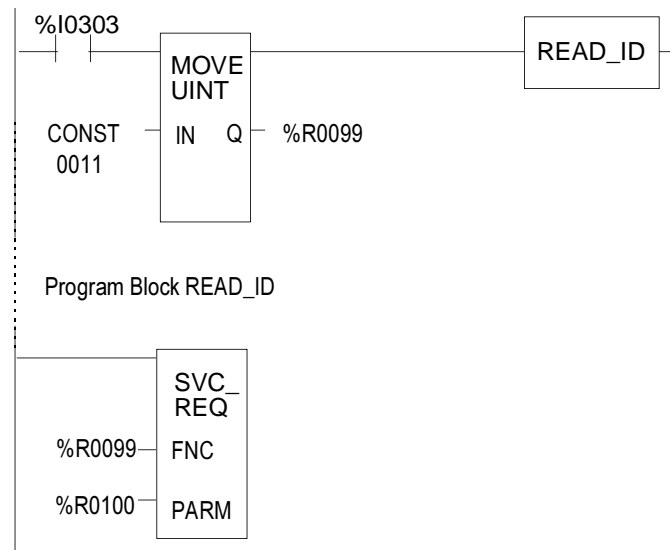 %I0303
MOVE
UINT
READ_ID
CONST
0011
IN Q
%R0099
Program Block READ_ID
SVC_
REQ
%R0099
FNC
%R0100
PARM